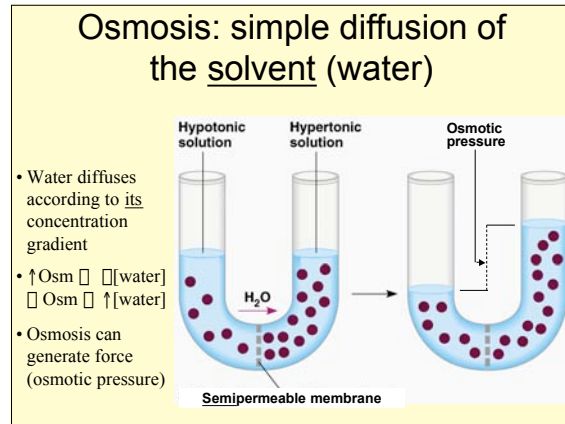 Osmosis: simple diffusion of
the solvent (water)
• Water diffuses
according to its
concentration
gradient
• ↑Osm □ □[water]
□ Osm □ ↑[water]
• Osmosis can
generate force
(osmotic pressure)
Hypotonic
solution
Hypertonic
solution
Osmotic
pressure
H₂O
Semipermeable membrane